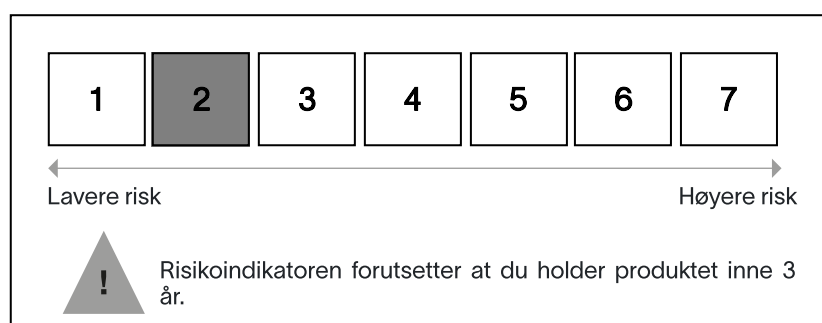 1 2 3 4 5 6 7
Lavere risk Høyere risk
!
Risikoindikatoren forutsetter at du holder produktet inne 3
år.